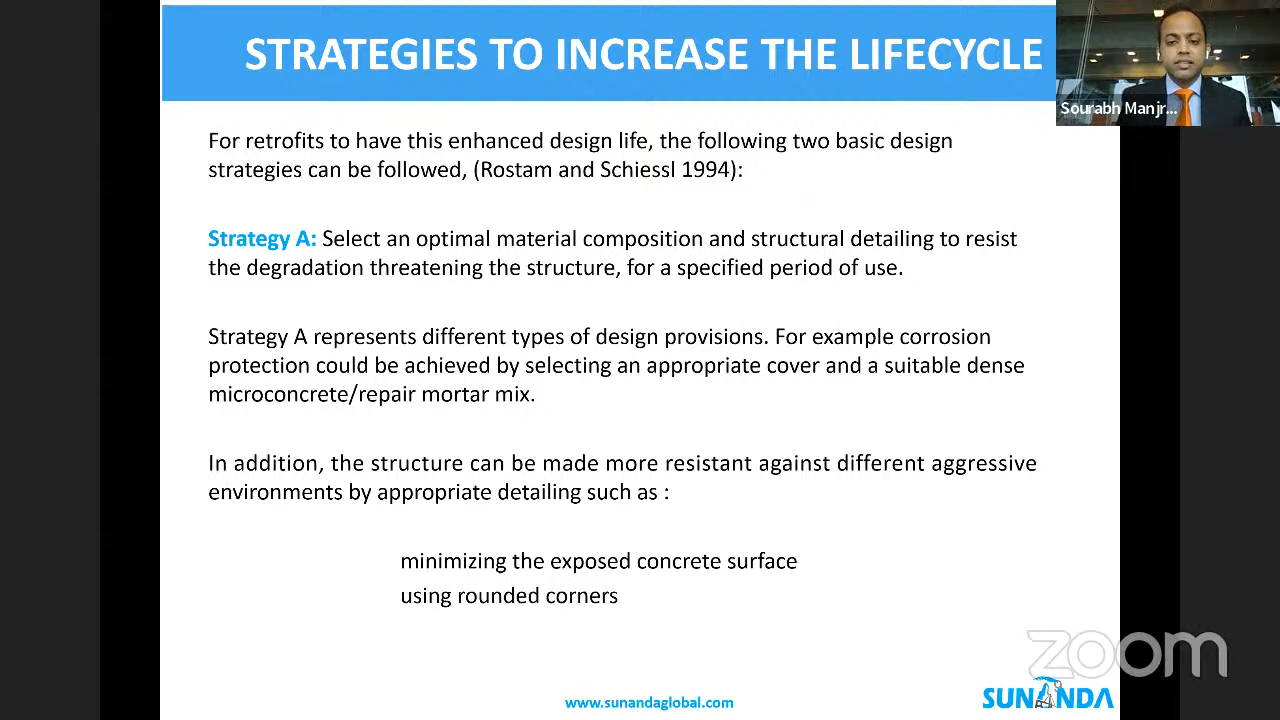 STRATEGIES TO INCREASE THE LIFECYCLE
Sourabh Manjr...
For retrofits to have this enhanced design life, the following two basic design
strategies can be followed, (Rostam and Schiessl 1994):
Strategy A: Select an optimal material composition and structural detailing to resist
the degradation threatening the structure, for a specified period of use.
Strategy A represents different types of design provisions. For example corrosion
protection could be achieved by selecting an appropriate cover and a suitable dense
microconcrete/repair mortar mix.
In addition, the structure can be made more resistant against different aggressive
environments by appropriate detailing such as :
minimizing the exposed concrete surface
using rounded corners
zoom
www.sunandaglobal.com
SUNANDA